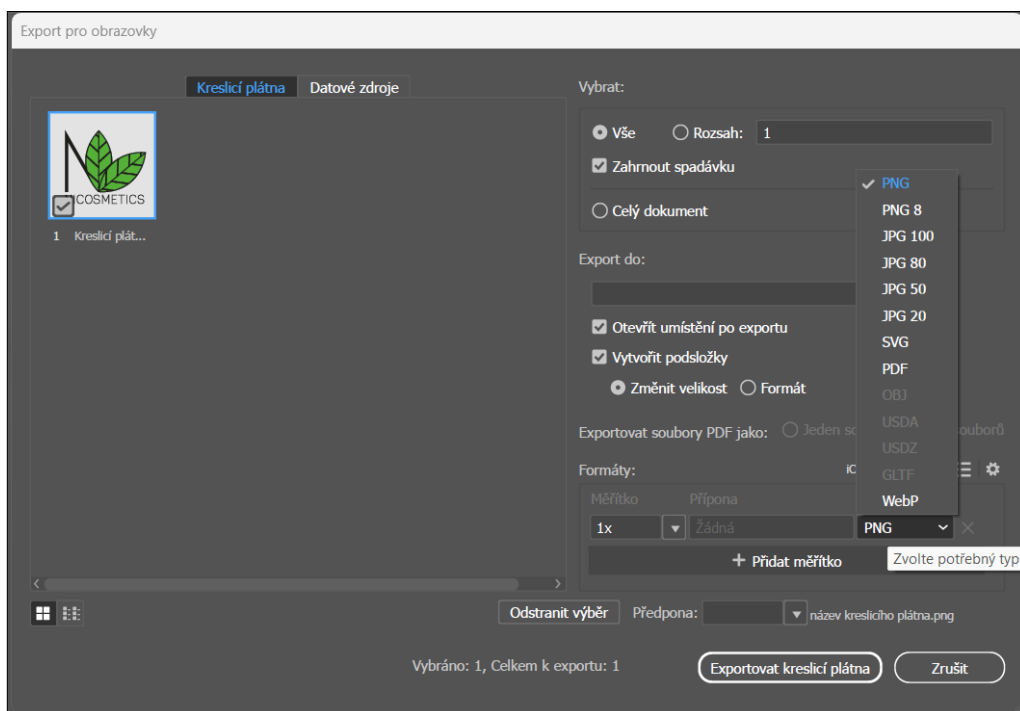 Export pro obrazovky
Kreslicí plátna
Datové zdroje
COSMETICS
1 Kreslicí plát...
Vybrat:
Vše
Rozsah:
1
Zahrnout spadávku
Celý dokument
Export do:
Otevřít umístění po exportu
Vytvořit podsložky
Změnit velikost
Formát
Exportovat soubory PDF jako:
Jeden
Formáty:
Měřítko
Přípona
1x
Žádná
PNG
Přidat měřítko
PNG
PNG 8
JPG 100
JPG 80
JPG 50
JPG 20
SVG
PDF
OBJ
USDA
USDZ
GLTF
WebP
Zvolte potřebný typ
Odstranit výběr
Předpona:
název kreslicího plátna.png
Vybráno: 1, Celkem k exportu: 1
Exportovat kreslicí plátna
Zrušit